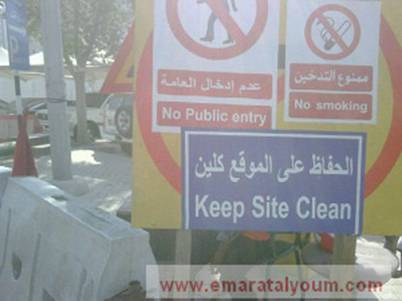 عدم إدخال العامة
No Public entry
ممنوع التدخين
No smoking
الحفاظ على الموقع كلين
Keep Site Clean
www.emaratalyoum.com